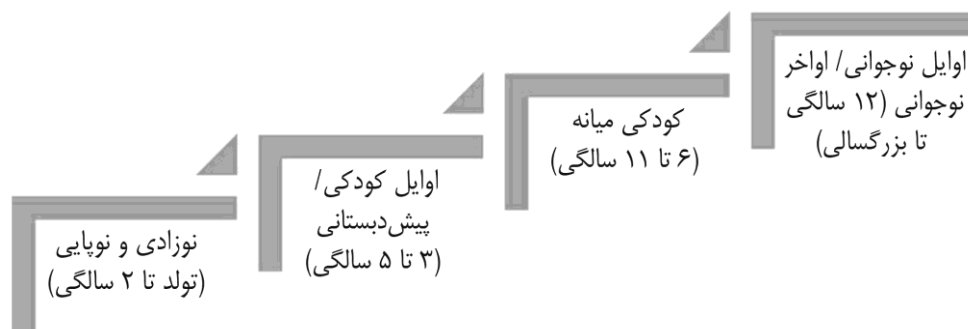 نوزادی و نوپایی
(تولد تا ۲ سالگی)
اوایل کودکی/
پیش‌دبستانی
(۳ تا ۵ سالگی)
کودکی میانه
(۶ تا ۱۱ سالگی)
اوایل نوجوانی/ اواخر
نوجوانی (۱۲ سالگی
تا بزرگسالی)